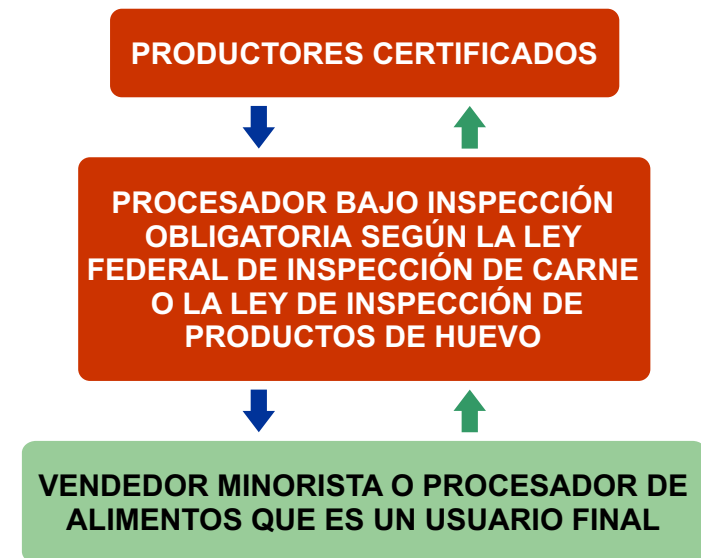 PRODUCTORES CERTIFICADOS
PROCESADOR BAJO INSPECCIÓN
OBLIGATORIA SEGÚN LA LEY
FEDERAL DE INSPECCIÓN DE CARNE
O LA LEY DE INSPECCIÓN DE
PRODUCTOS DE HUEVO
VENDEDOR MINORISTA O PROCESADOR DE
ALIMENTOS QUE ES UN USUARIO FINAL